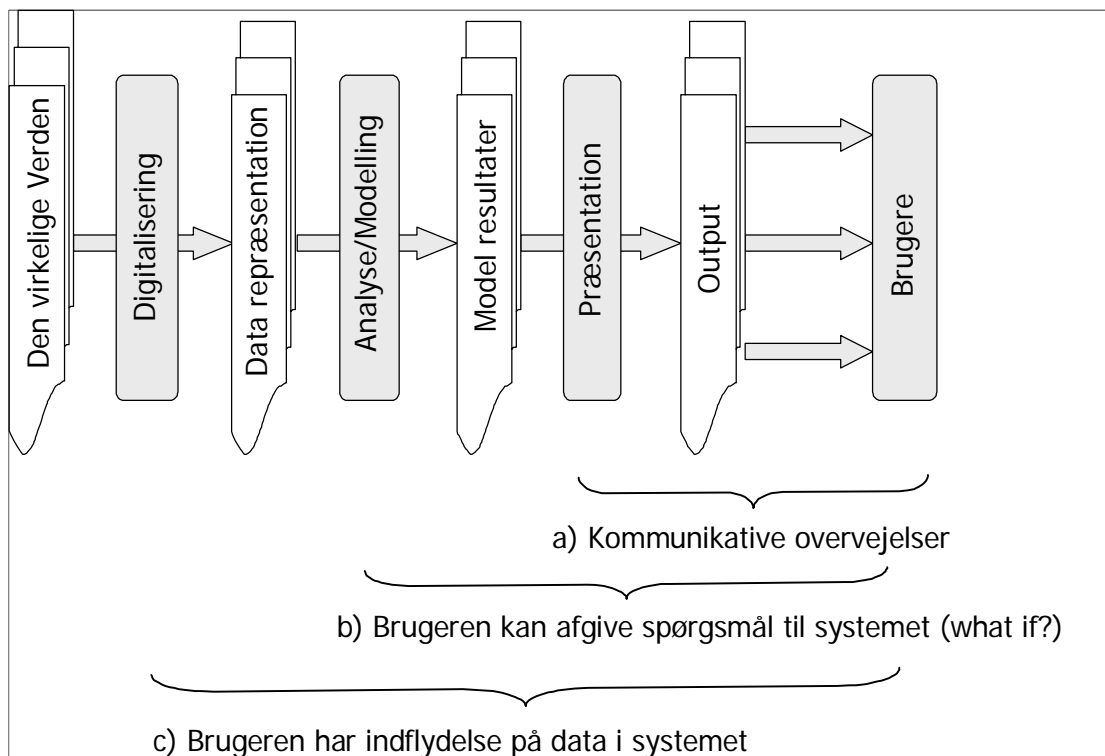 Den virkelige Verden
Digitalisering
Data repræsentation
Analyse/Modelling
Model resultater
Præsentation
Output
Brugere
a) Kommunikative overvejelser
b) Brugeren kan afgive spørgsmål til systemet (what if?)
c) Brugeren har indflydelse på data i systemet